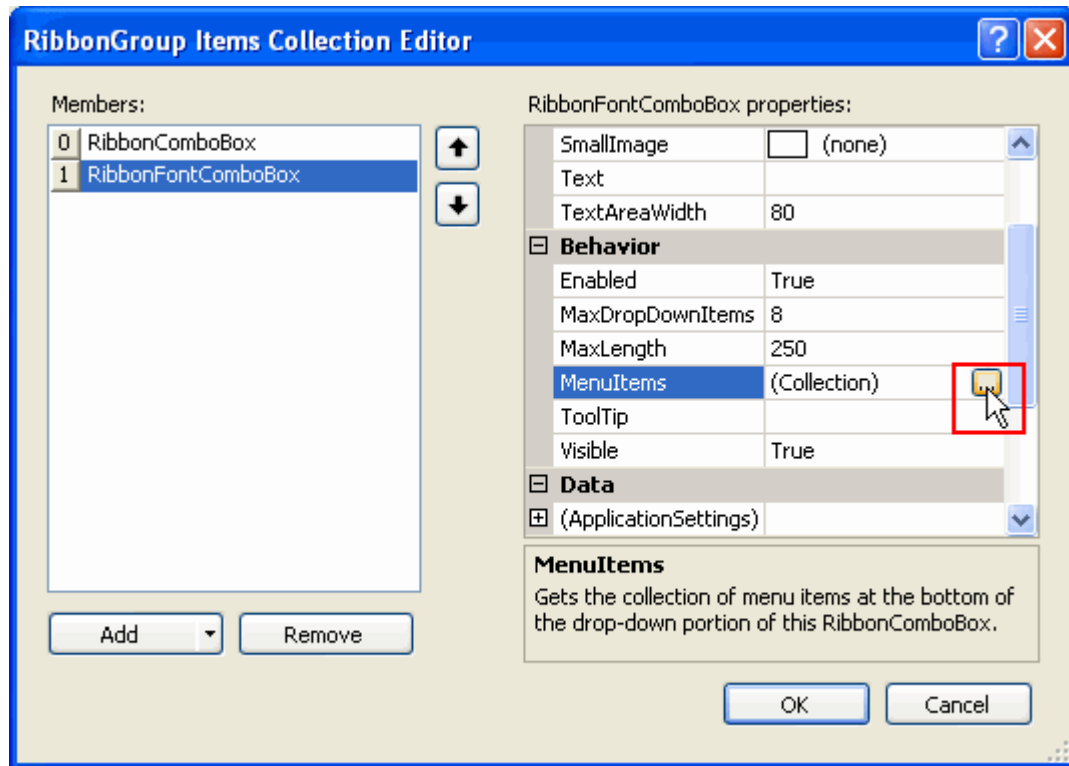 RibbonGroup Items Collection Editor
Members:
0 RibbonComboBox
1 RibbonFontComboBox
Add
Remove
RibbonFontComboBox properties:
SmallImage (none)
Text
TextAreaWidth 80
Behavior
Enabled True
MaxDropDownItems 8
MaxLength 250
MenuItems (Collection) ...
ToolTip
Visible True
Data
(ApplicationSettings)
MenuItems
Gets the collection of menu items at the bottom of
the drop-down portion of this RibbonComboBox.
OK
Cancel